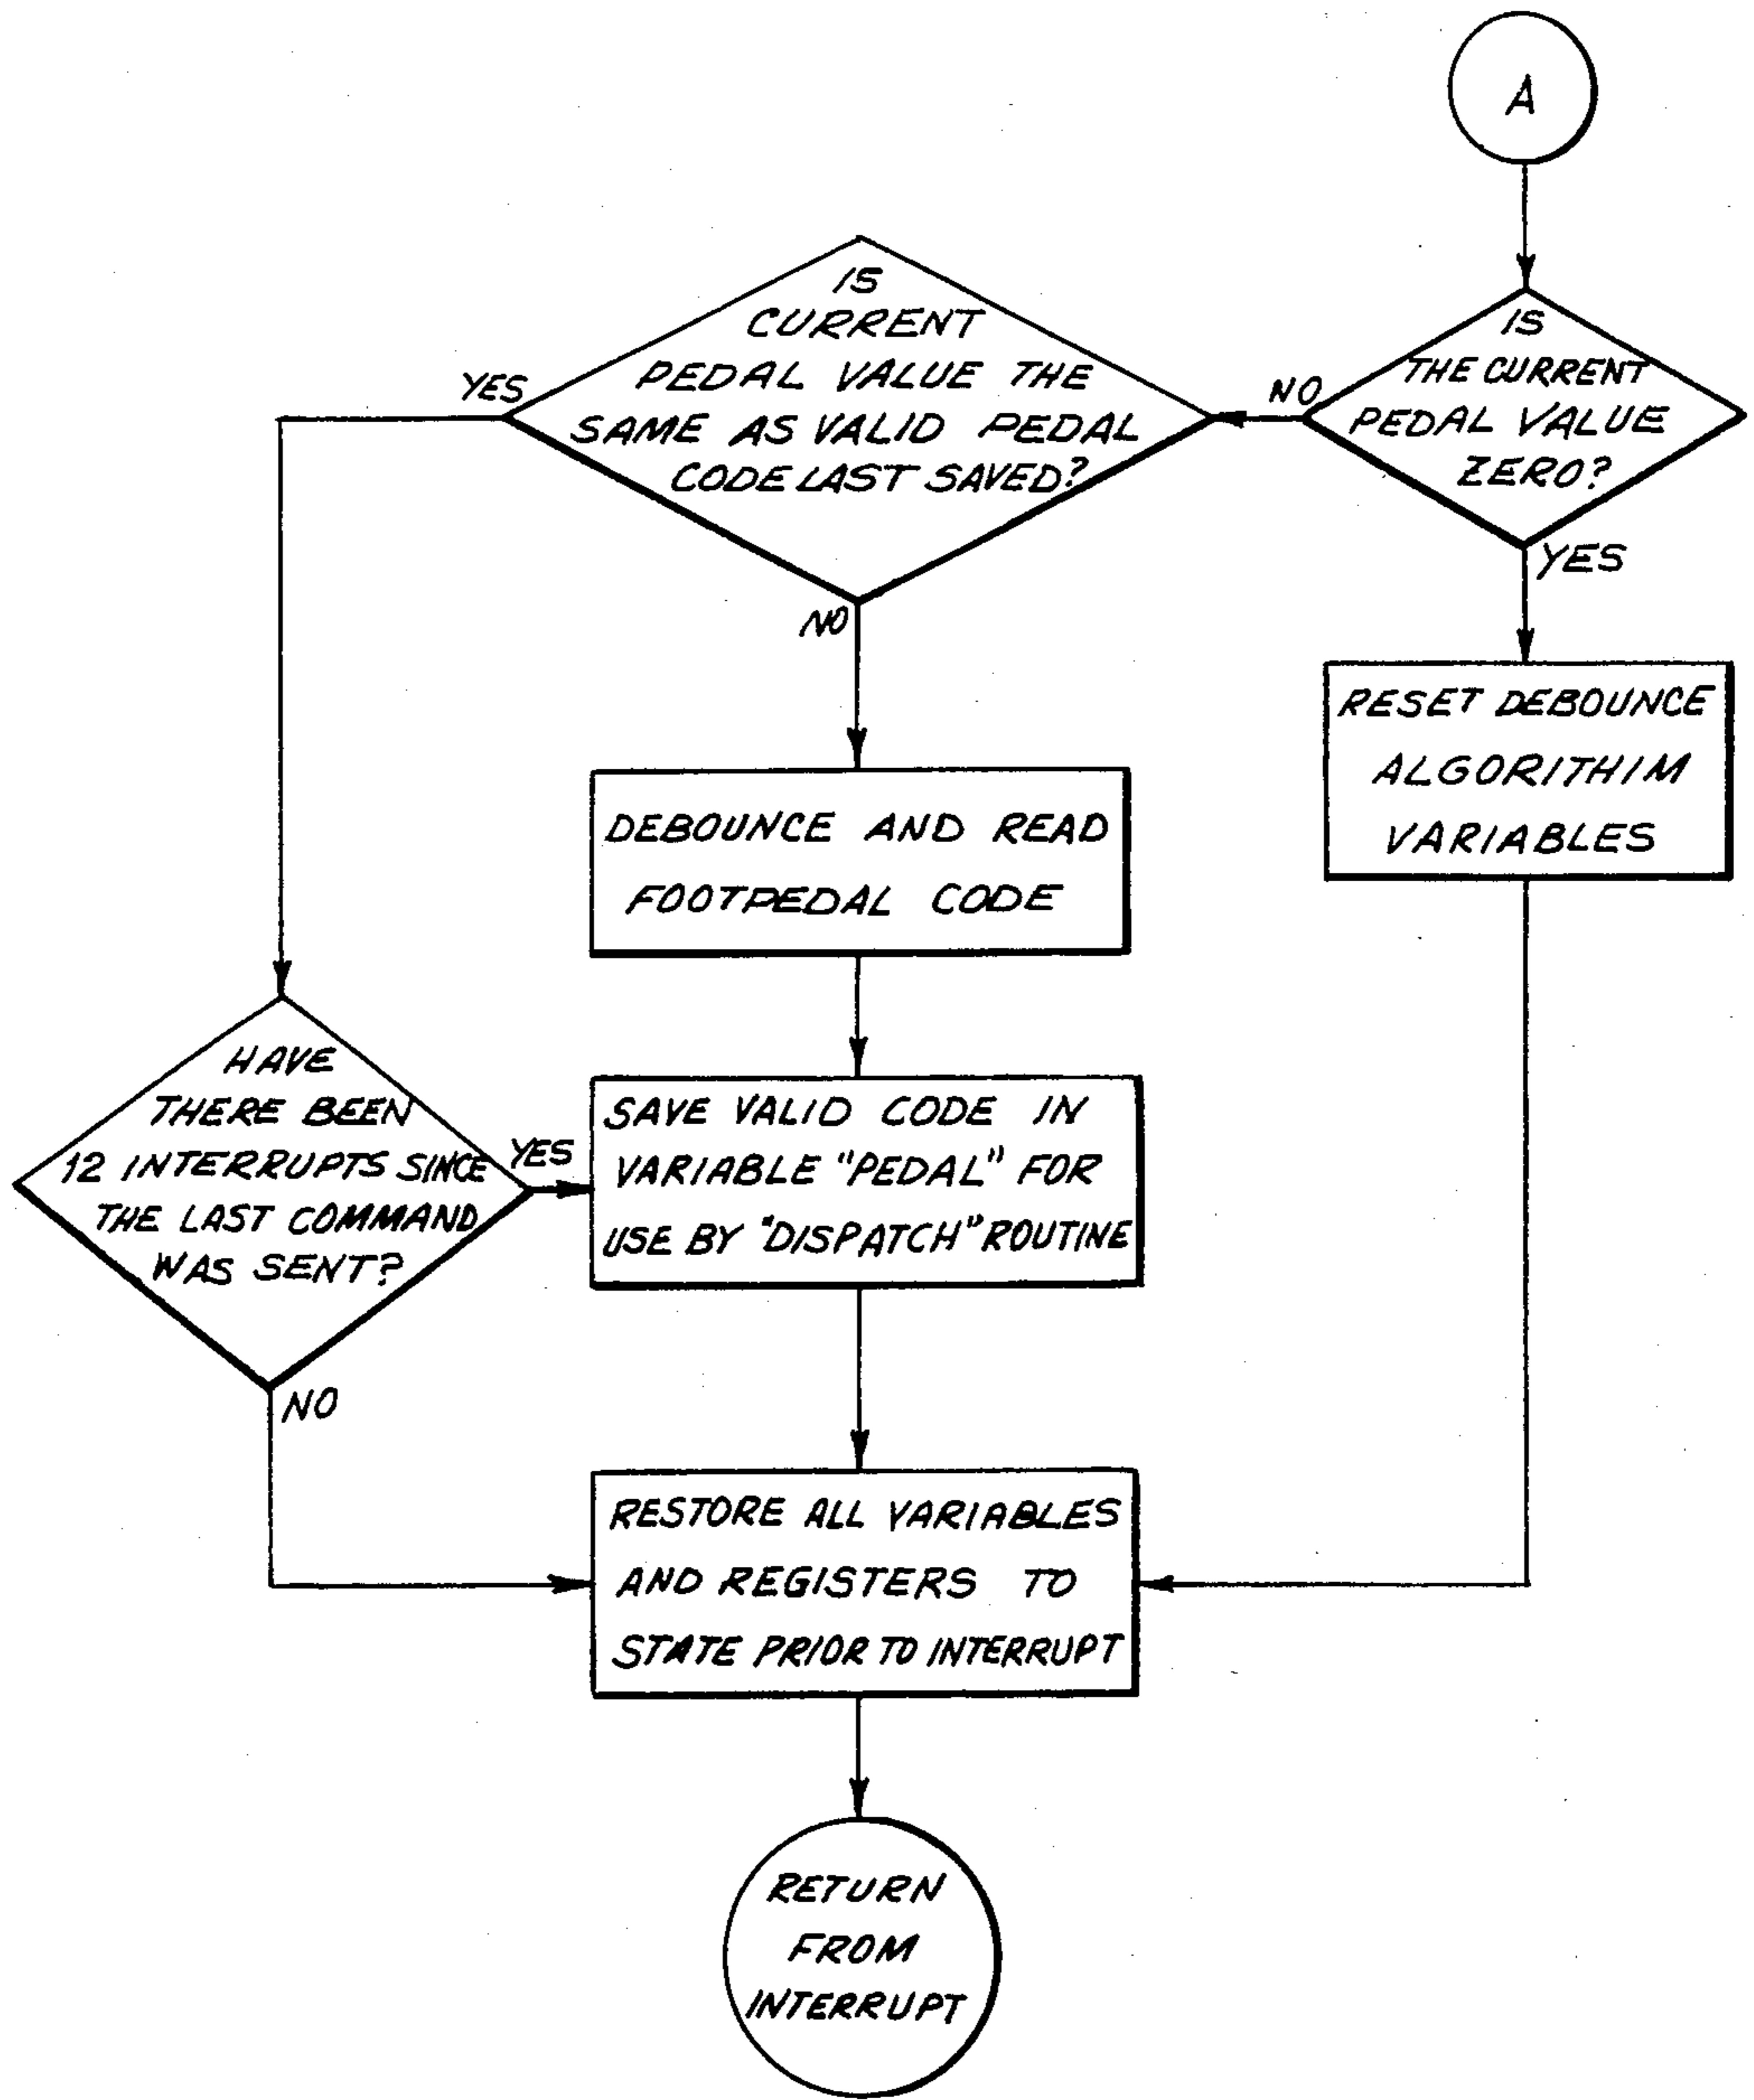 A
IS
THE CURRENT
PEDAL VALUE
ZERO?
NO
YES
IS
CURRENT
PEDAL VALUE THE
SAME AS VALID PEDAL
CODE LAST SAVED?
YES
NO
RESET DEBOUNCE
ALGORITHIM
VARIABLES
DEBOUNCE AND READ
FOOTPEDAL CODE
HAVE
THERE BEEN
12 INTERRUPTS SINCE
THE LAST COMMAND
WAS SENT?
YES
NO
SAVE VALID CODE IN
VARIABLE "PEDAL" FOR
USE BY "DISPATCH" ROUTINE
RESTORE ALL VARIABLES
AND REGISTERS TO
STATE PRIOR TO INTERRUPT
RETURN
FROM
INTERRUPT